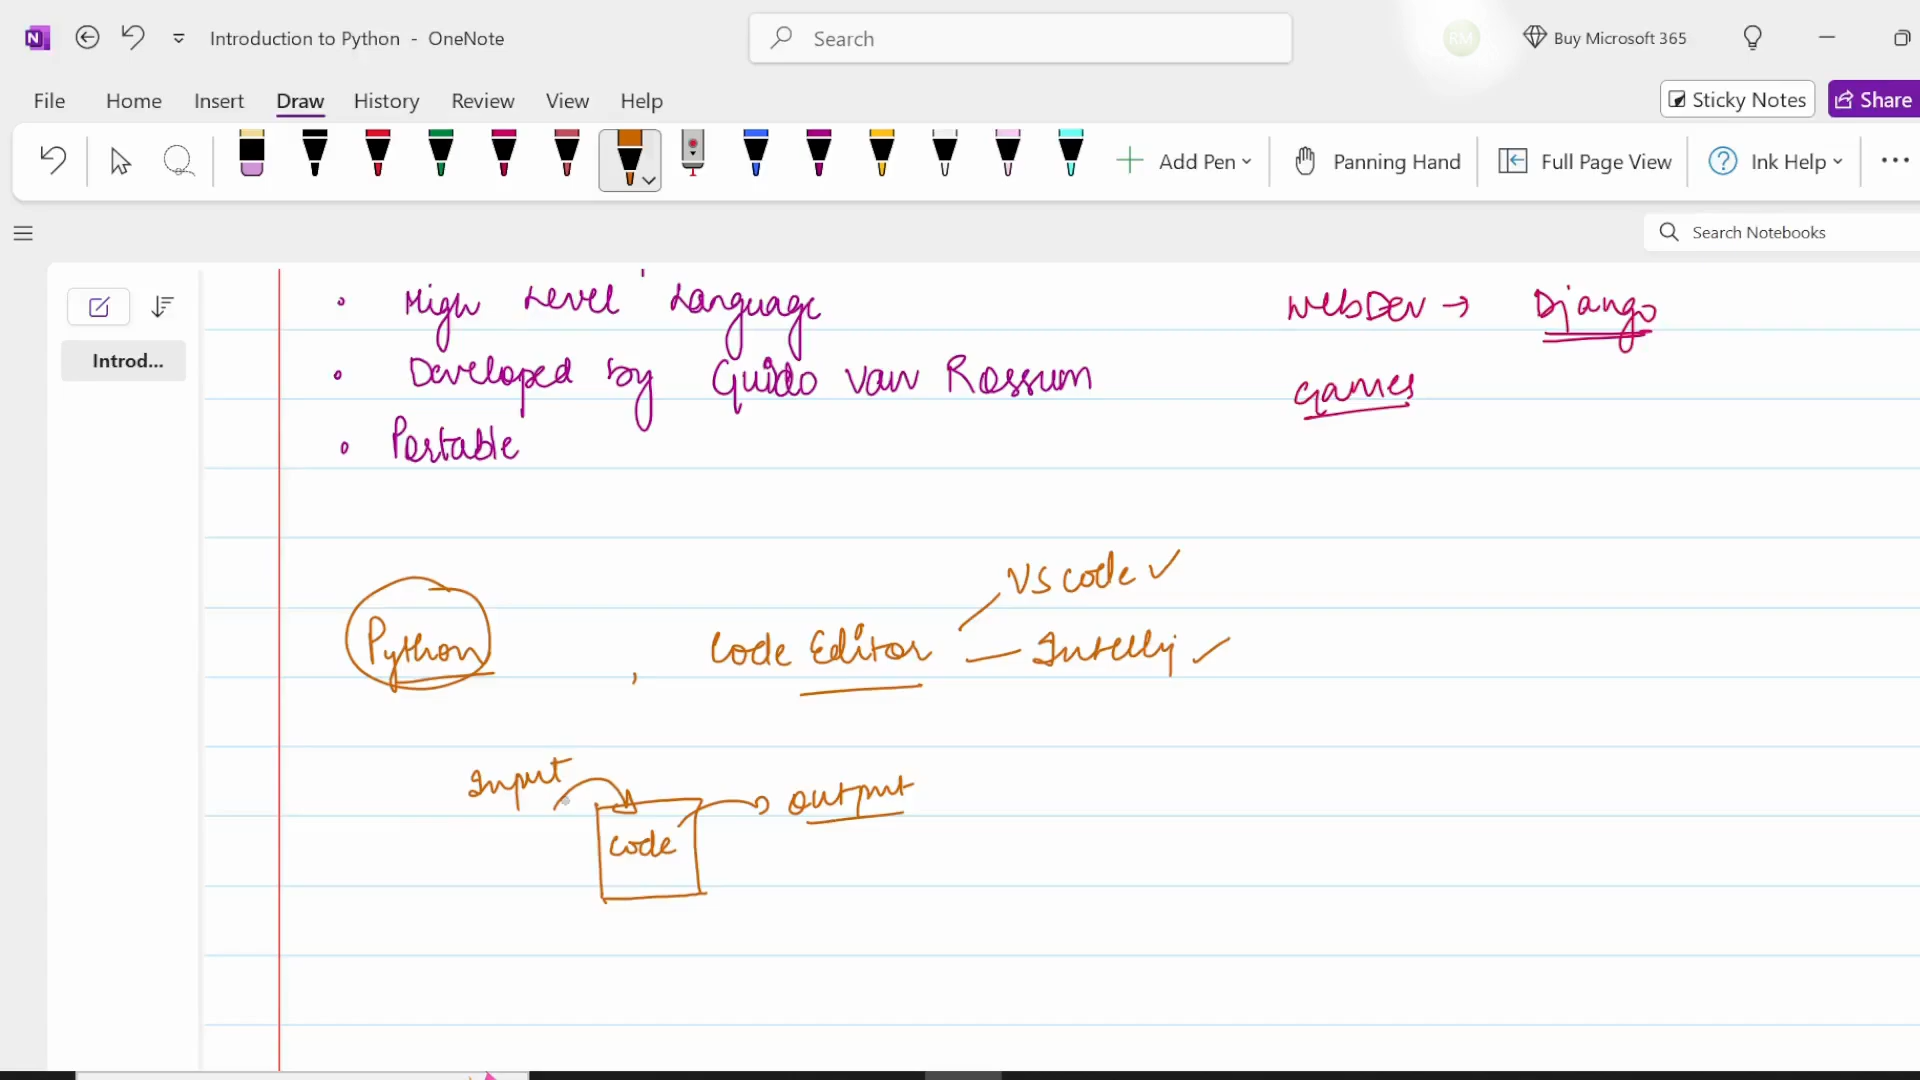 Introduction to Python - OneNote
Search
RM
Buy Microsoft 365
File Home Insert Draw History Review View Help
Sticky Notes
Share
Add Pen
Panning Hand
Full Page View
Ink Help
Search Notebooks
Introd...
• High Level Language
WebDev → Django
• Developed by Guido van Rossum
Games
• Portable
VS code ✓
Python , Code Editor — Intellij ✓
Input
output
code